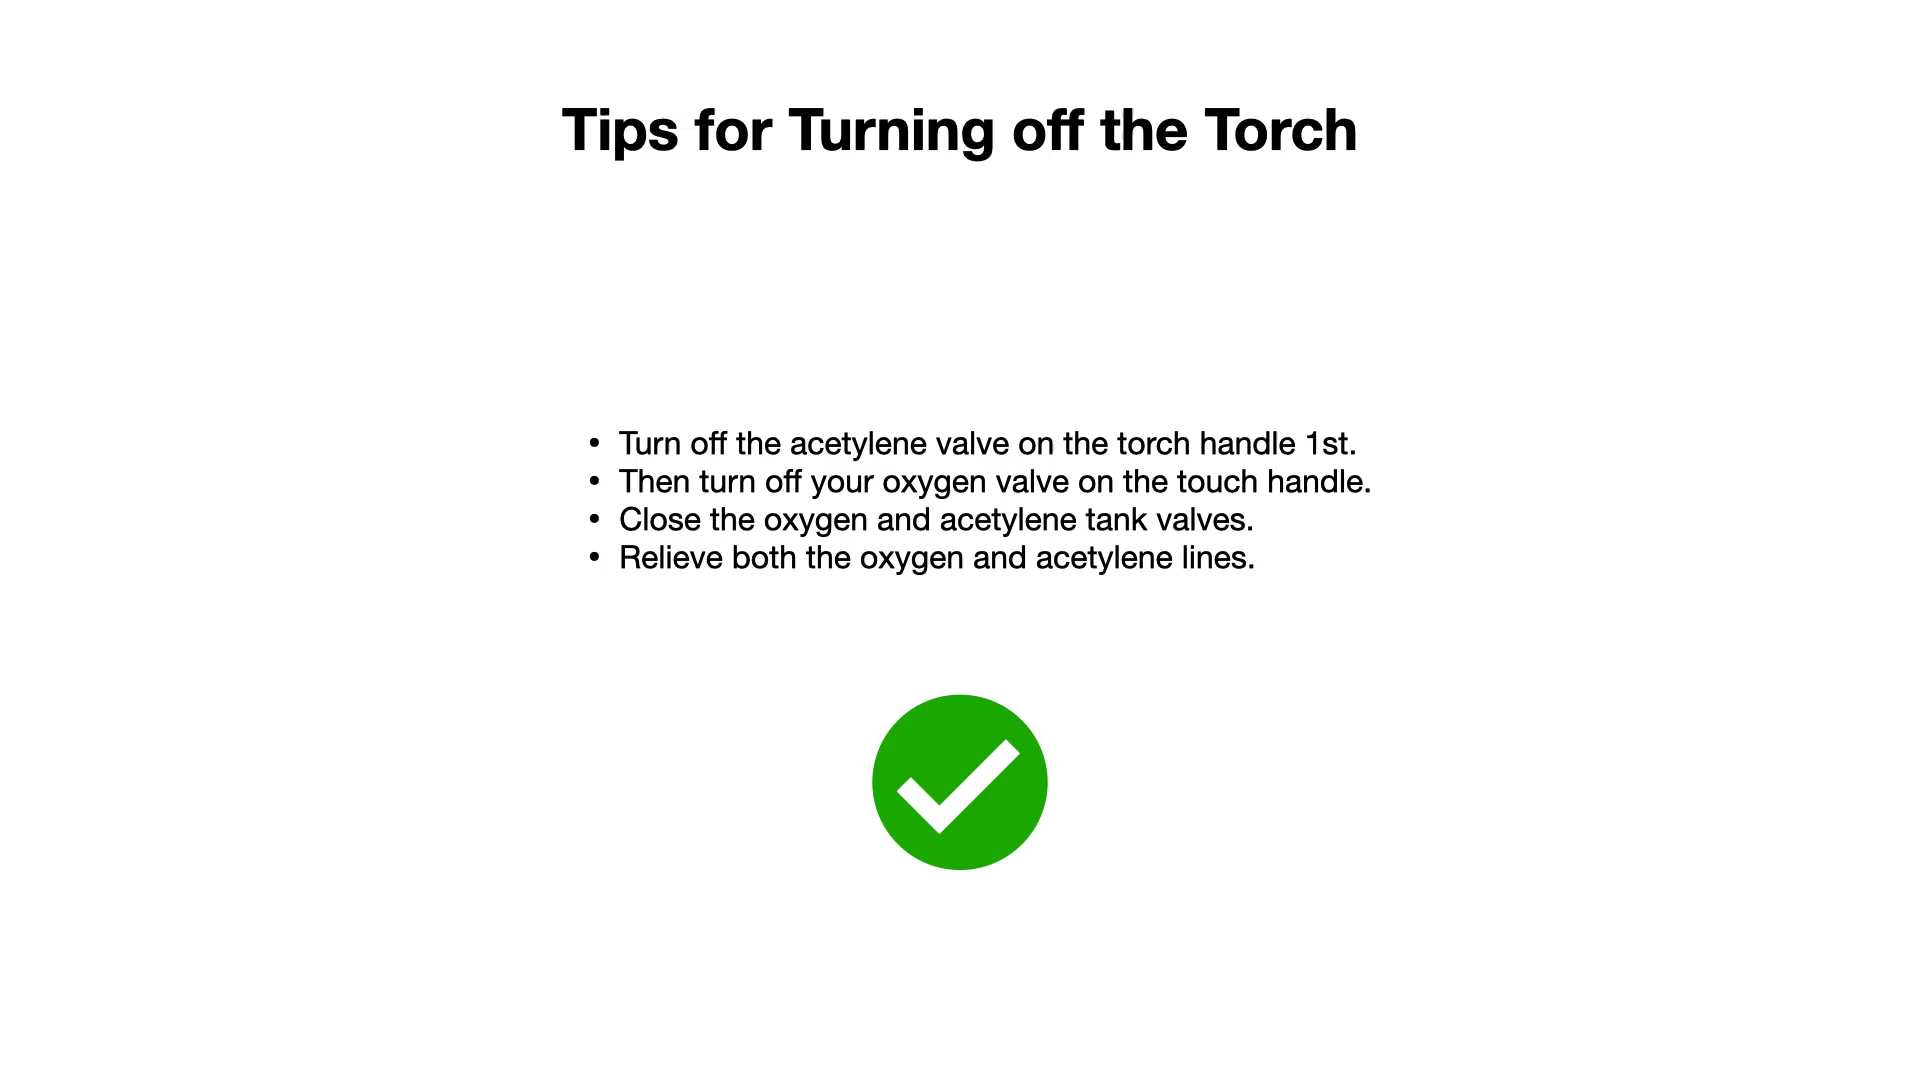 Tips for Turning off the Torch
• Turn off the acetylene valve on the torch handle 1st.
• Then turn off your oxygen valve on the touch handle.
• Close the oxygen and acetylene tank valves.
• Relieve both the oxygen and acetylene lines.